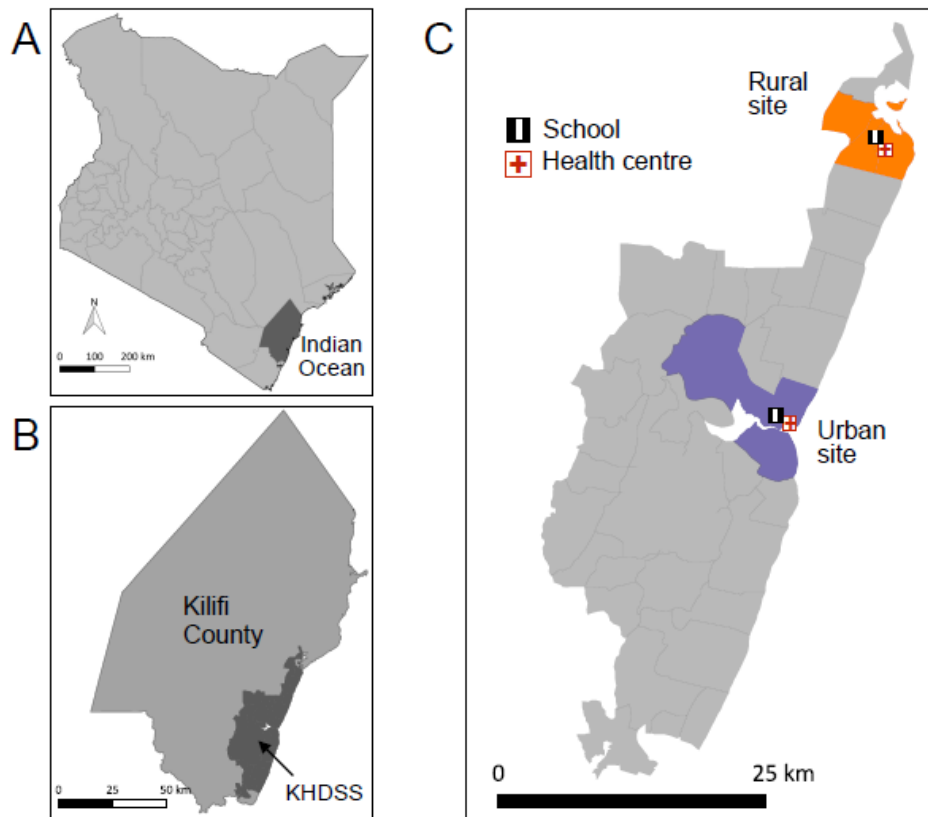 A
N
0 100 200 km
Indian
Ocean
B
Kilifi
County
KHDSS
0 25 50 km
C
Rural
site
School
Health centre
Urban
site
0 25 km